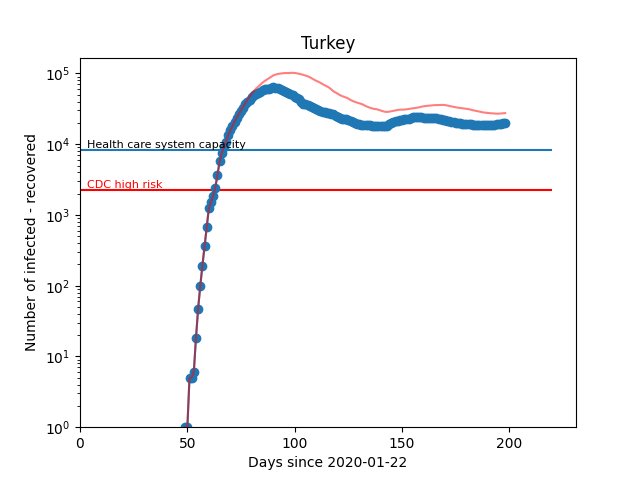 Turkey
Number of infected - recovered
10^5
10^4
10^3
10^2
10^1
10^0
Health care system capacity
CDC high risk
0 50 100 150 200
Days since 2020-01-22